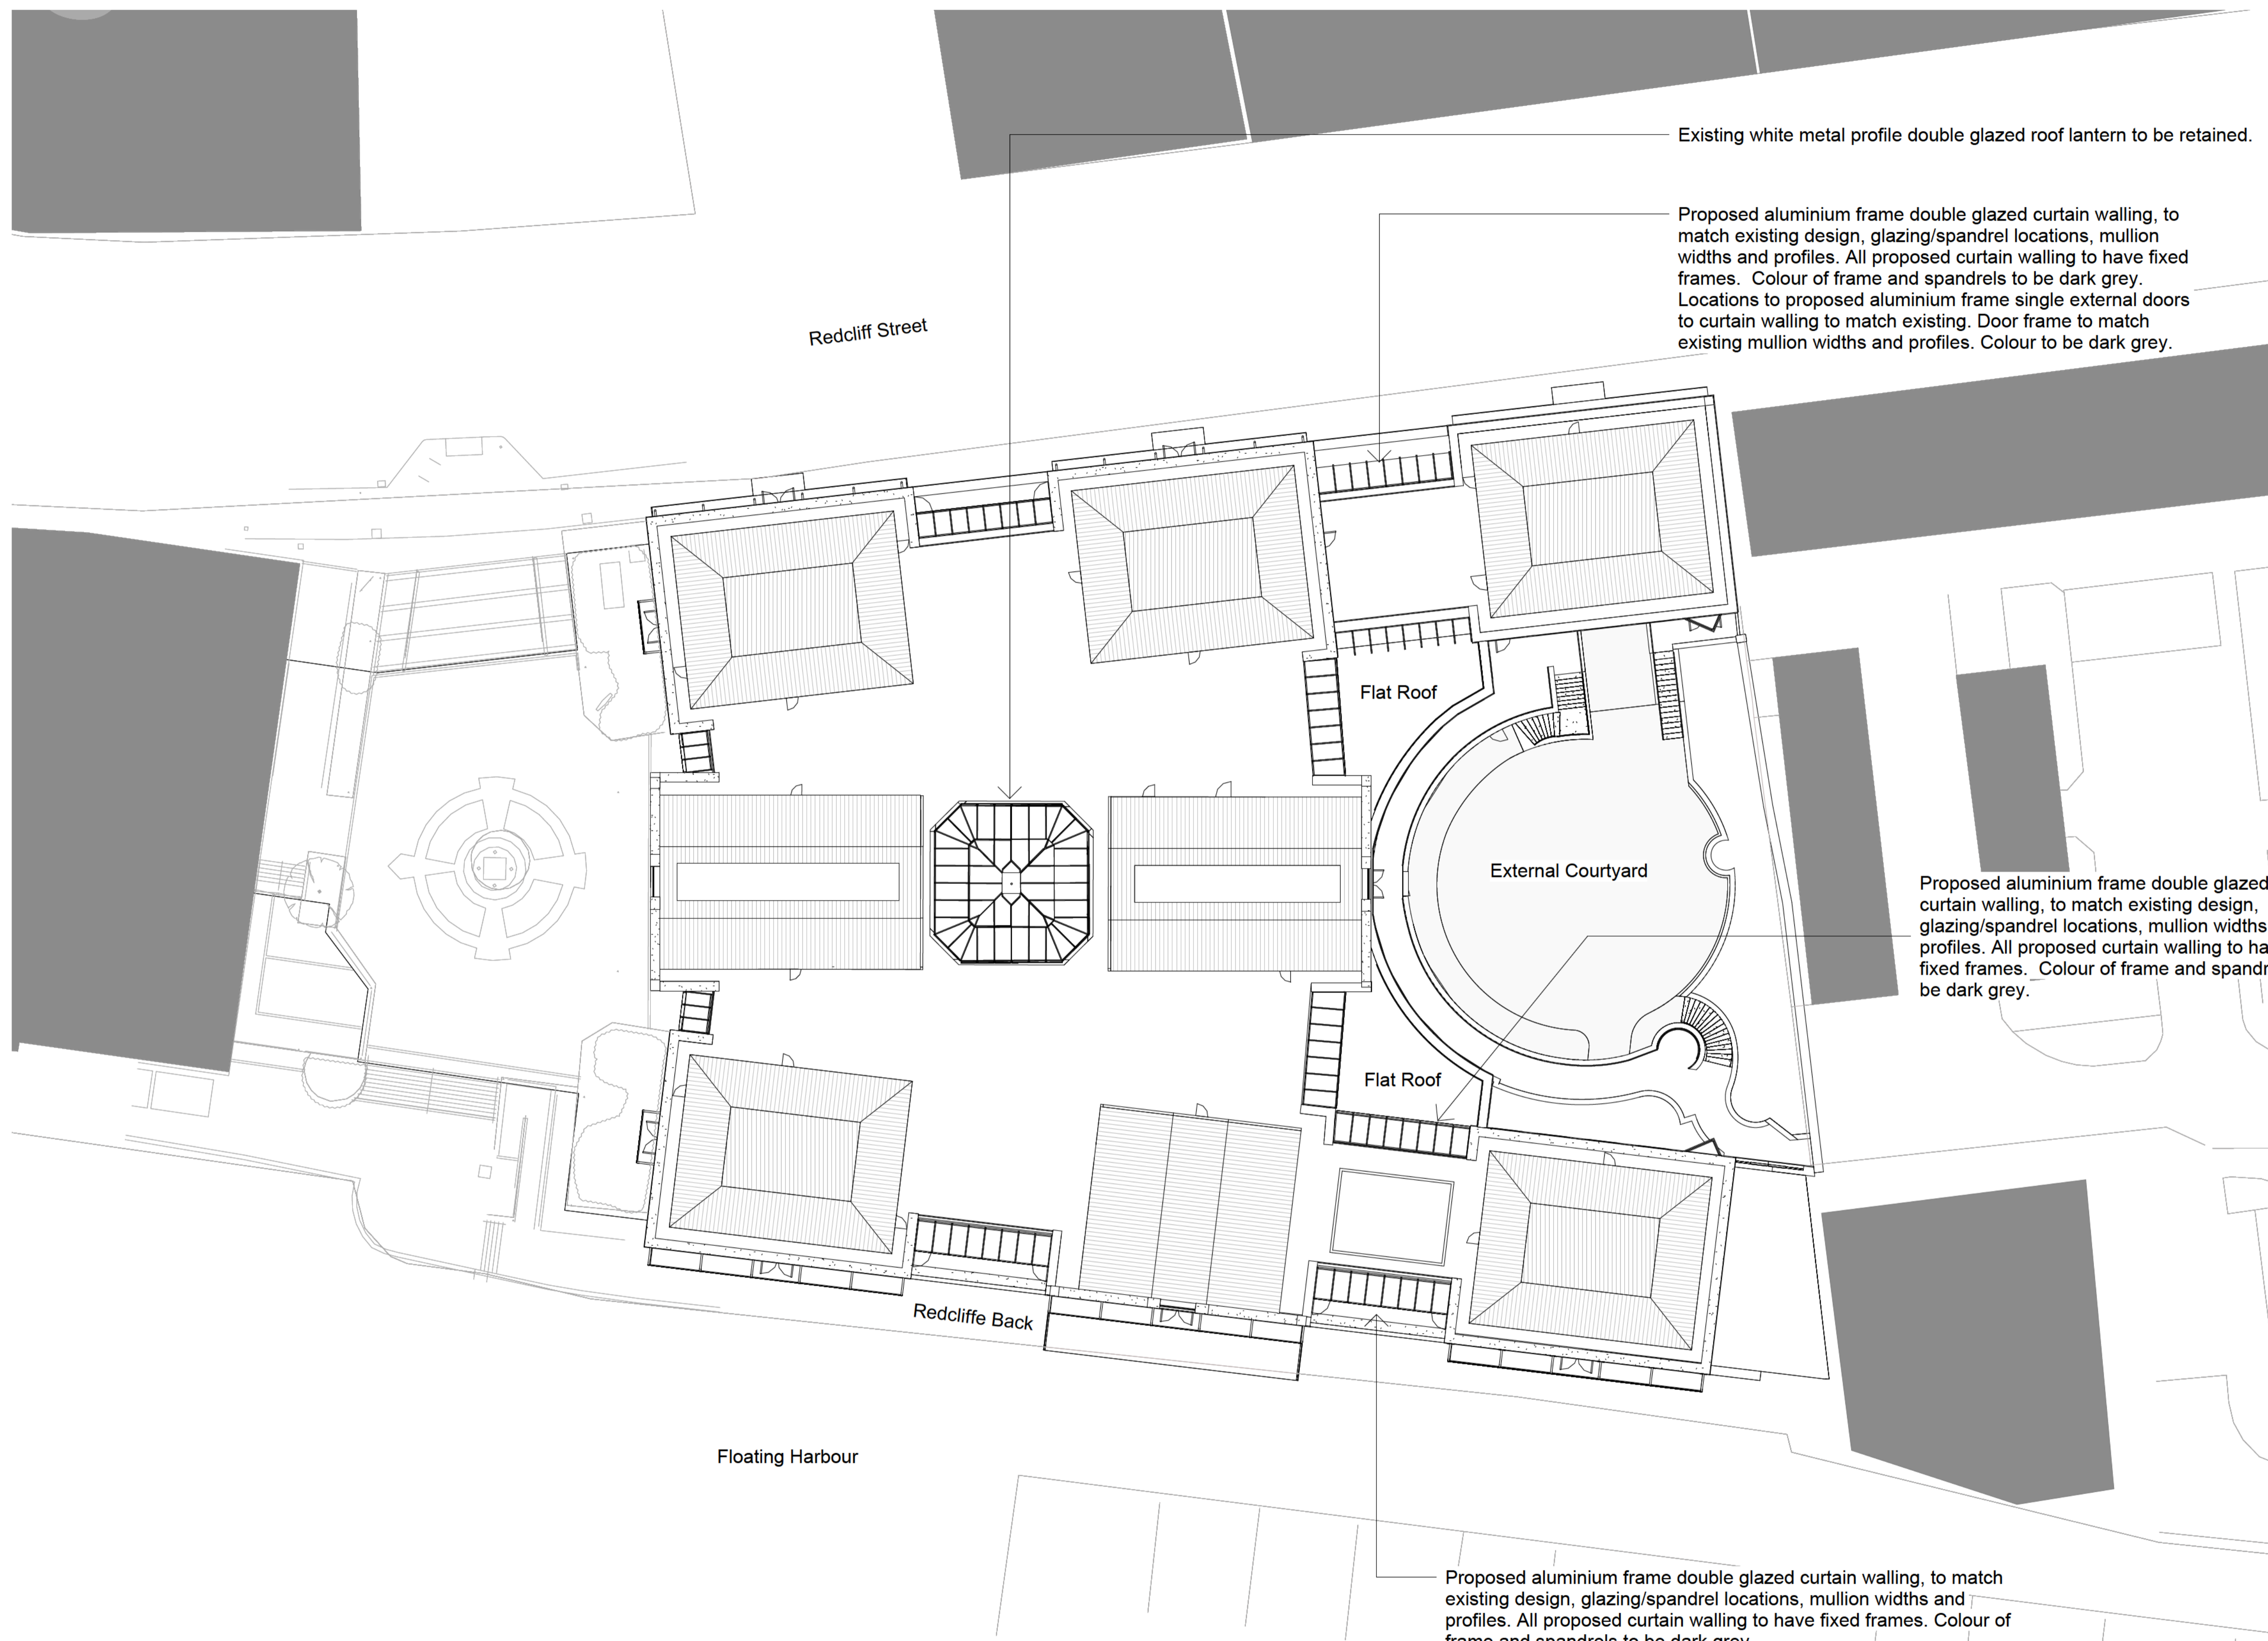 Existing white metal profile double glazed roof lantern to be retained.
Proposed aluminium frame double glazed curtain walling, to
match existing design, glazing/spandrel locations, mullion
widths and profiles. All proposed curtain walling to have fixed
frames.  Colour of frame and spandrels to be dark grey.
Locations to proposed aluminium frame single external doors
to curtain walling to match existing. Door frame to match
existing mullion widths and profiles. Colour to be dark grey.
Redcliff Street
Flat Roof
External Courtyard
Proposed aluminium frame double glazed
curtain walling, to match existing design,
glazing/spandrel locations, mullion widths
profiles. All proposed curtain walling to
fixed frames.  Colour of frame and
be dark grey.
Flat Roof
Redcliffe Back
Floating Harbour
Proposed aluminium frame double glazed curtain walling, to match
existing design, glazing/spandrel locations, mullion widths and
profiles. All proposed curtain walling to have fixed frames. Colour of
frame and spandrels to be dark grey